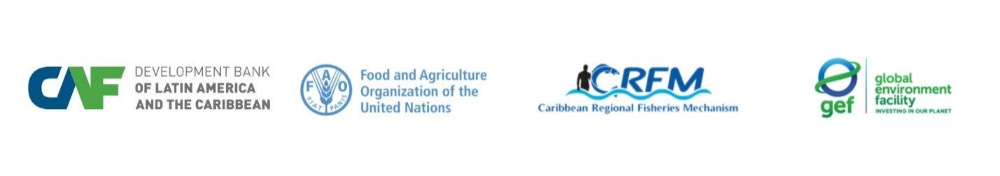 CAF
DEVELOPMENT BANK
OF LATIN AMERICA
AND THE CARIBBEAN
F A O
FIAT PANIS
Food and Agriculture
Organization of the
United Nations
CRFM
Caribbean Regional Fisheries Mechanism
gef
global
environment
facility
INVESTING IN OUR PLANET